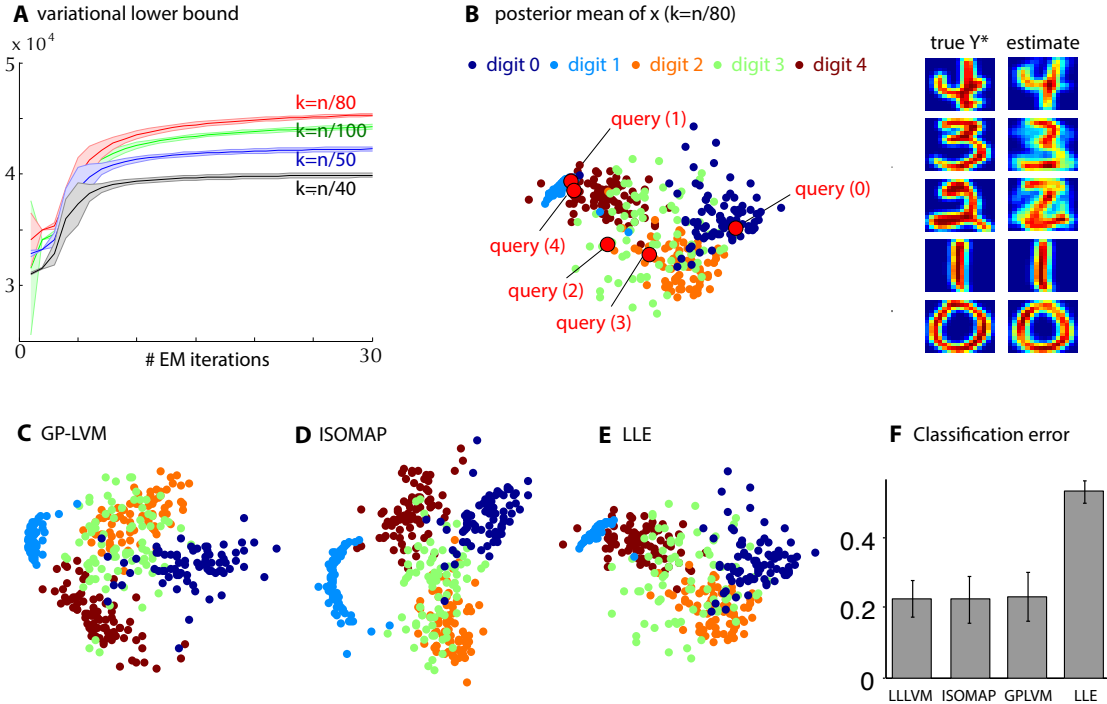 A variational lower bound
x 10^4
5
4
3
k=n/80
k=n/100
k=n/50
k=n/40
0
# EM iterations
30
B posterior mean of x (k=n/80)
digit 0 digit 1 digit 2 digit 3 digit 4
query (1)
query (0)
query (4)
query (2)
query (3)
true Y* estimate
C GP-LVM
D ISOMAP
E LLE
F Classification error
0.4
0.2
0
LLLVM ISOMAP GPLVM LLE